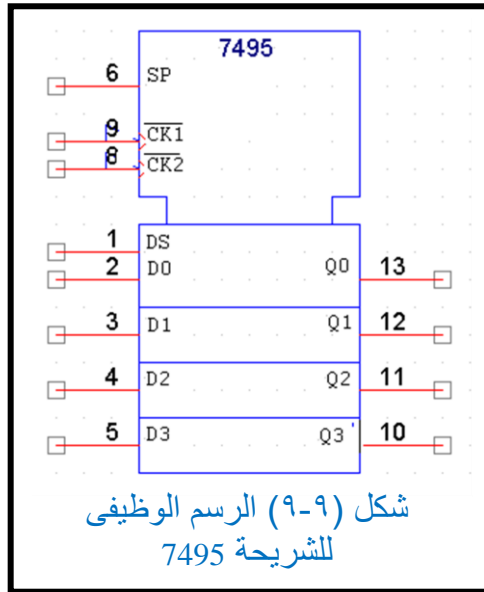 7495
6 SP
9 CK1
8 CK2
1 DS
2 D0 Q0 13
3 D1 Q1 12
4 D2 Q2 11
5 D3 Q3 10
شكل (٩-٩) الرسم الوظيفى
للشريحة 7495